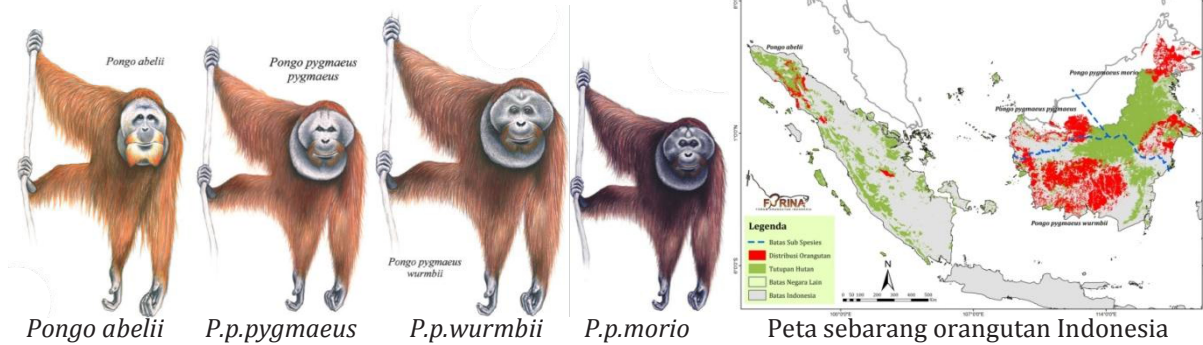 Pongo abelii
Pongo pygmaeus
pygmaeus
Pongo pygmaeus
wurmbii
Pongo abelii
Pongo pygmaeus morio
Pongo pygmaeus pygmaeus
Pongo pygmaeus wurmbii
FORINA
Legenda
Batas Sub Spesies
Distribusi Orangutan
Tutupan Hutan
Batas Negara Lain
Batas Indonesia
N
Pongo abelii P.p.pygmaeus P.p.wurmbii P.p.morio Peta sebarang orangutan Indonesia